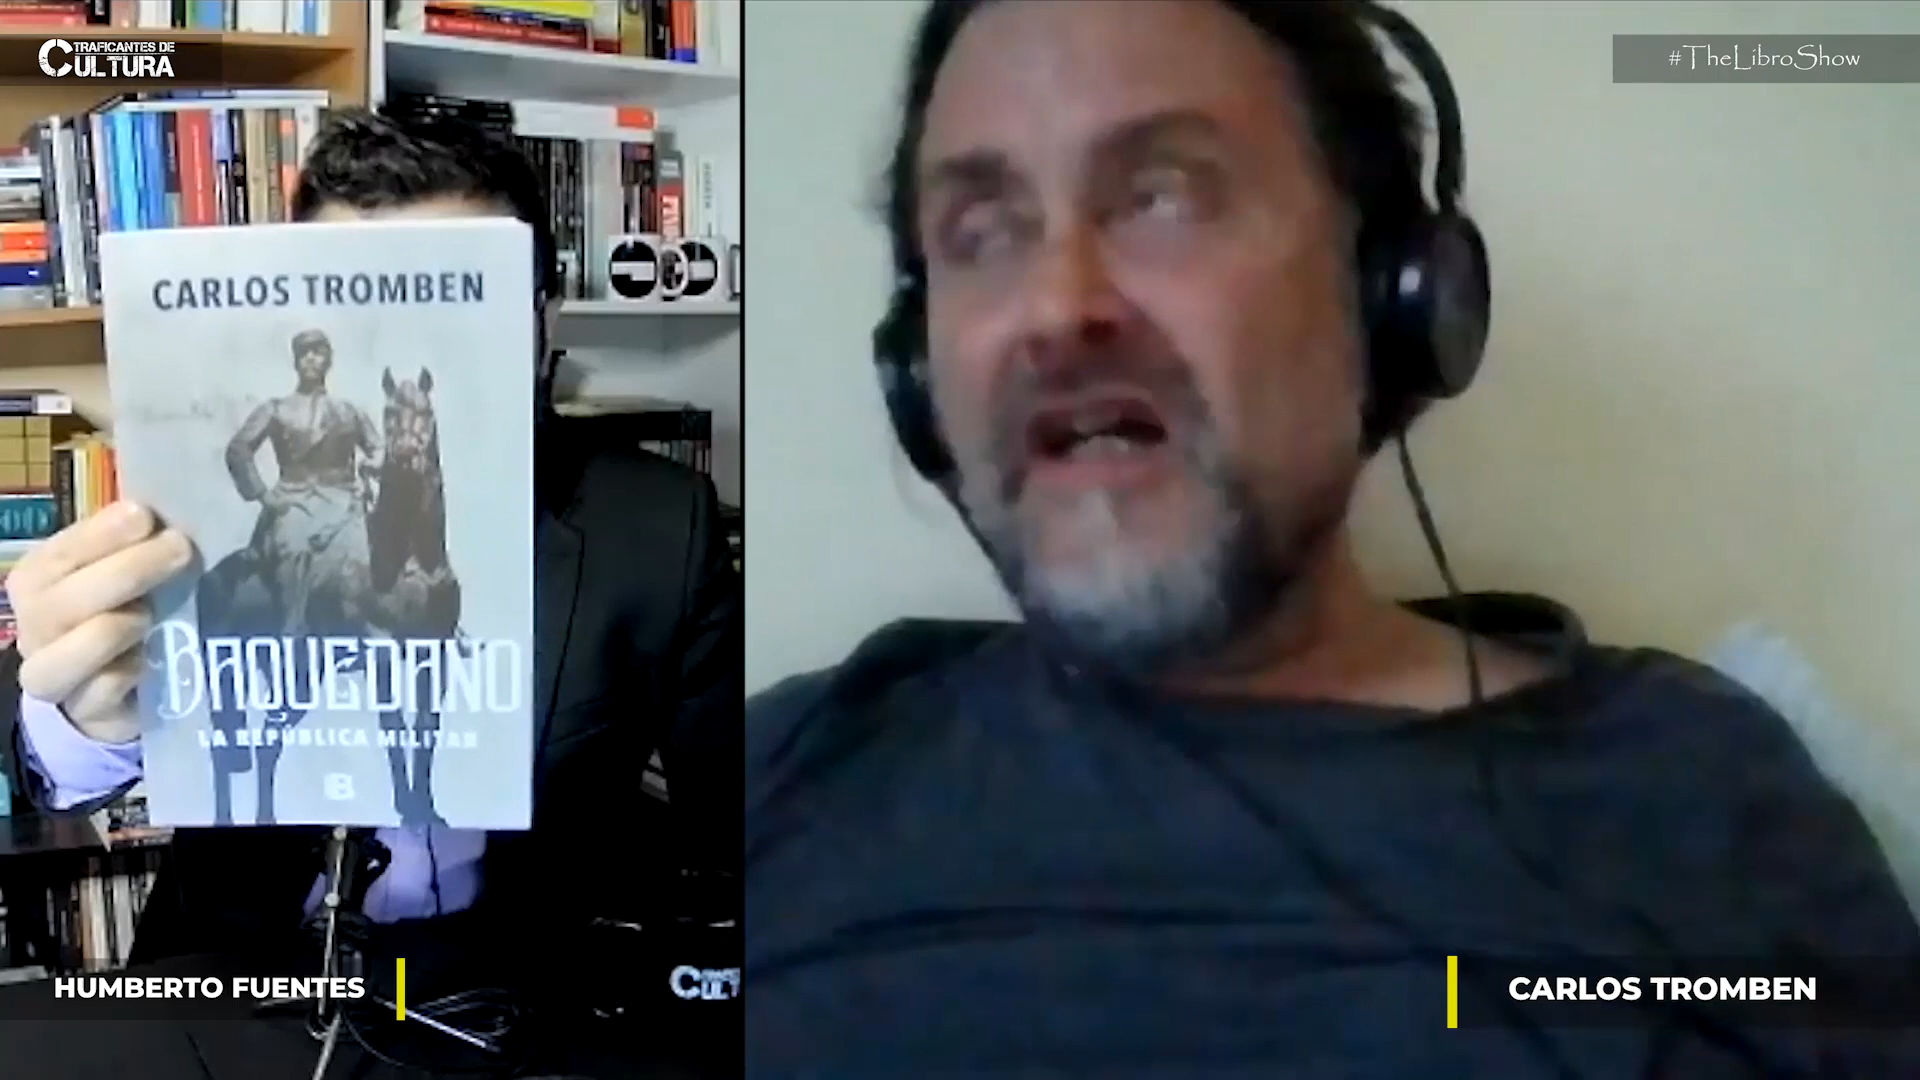 TRAFICANTES DE
CULTURA
#TheLibroShow
CARLOS TROMBEN
BAQUEDANO
LA REPÚBLICA MILITAR
B
HUMBERTO FUENTES
CARLOS TROMBEN